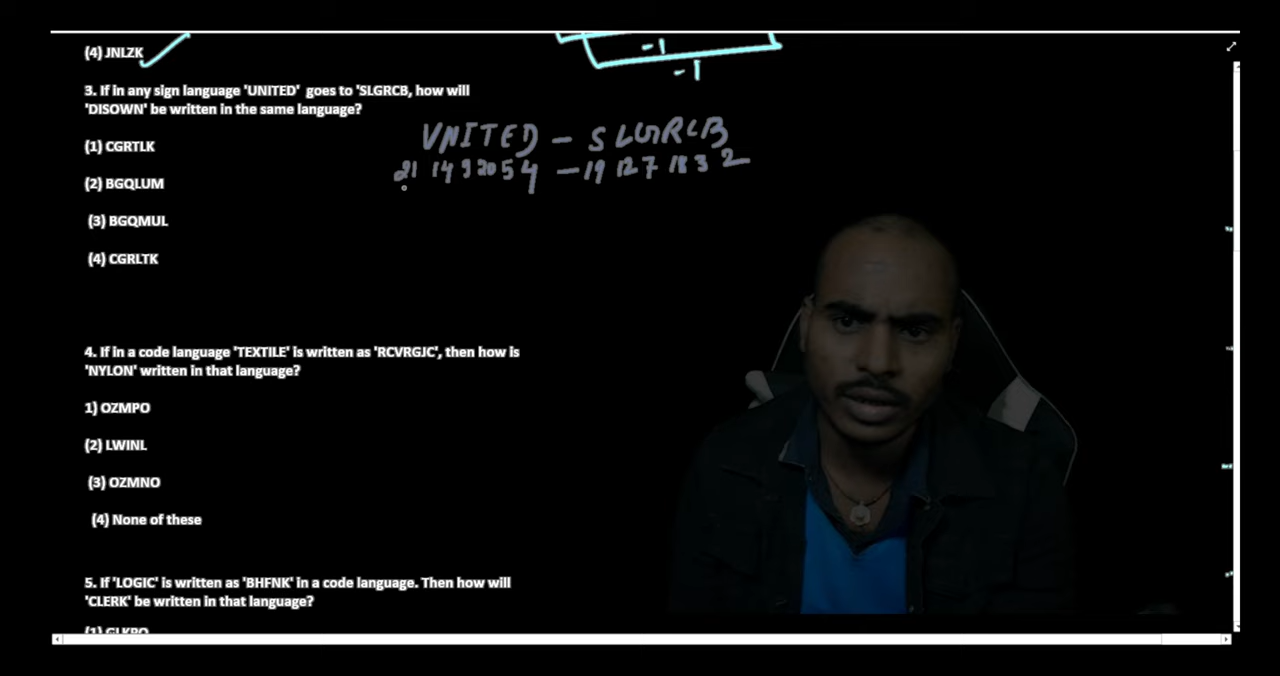 (4) JNLZK
-1
-1
3. If in any sign language 'UNITED' goes to 'SLGRCB, how will
'DISOWN' be written in the same language?
UNITED - SLGRCB
21 14 9 20 5 4 - 19 12 7 18 3 2
(1) CGRTLK
(2) BGQLUM
(3) BGQMUL
(4) CGRLTK
4. If in a code language 'TEXTILE' is written as 'RCVRGJC', then how is
'NYLON' written in that language?
1) OZMPO
(2) LWINL
(3) OZMNO
(4) None of these
5. If 'LOGIC' is written as 'BHFNK' in a code language. Then how will
'CLERK' be written in that language?
(1) GLKPO